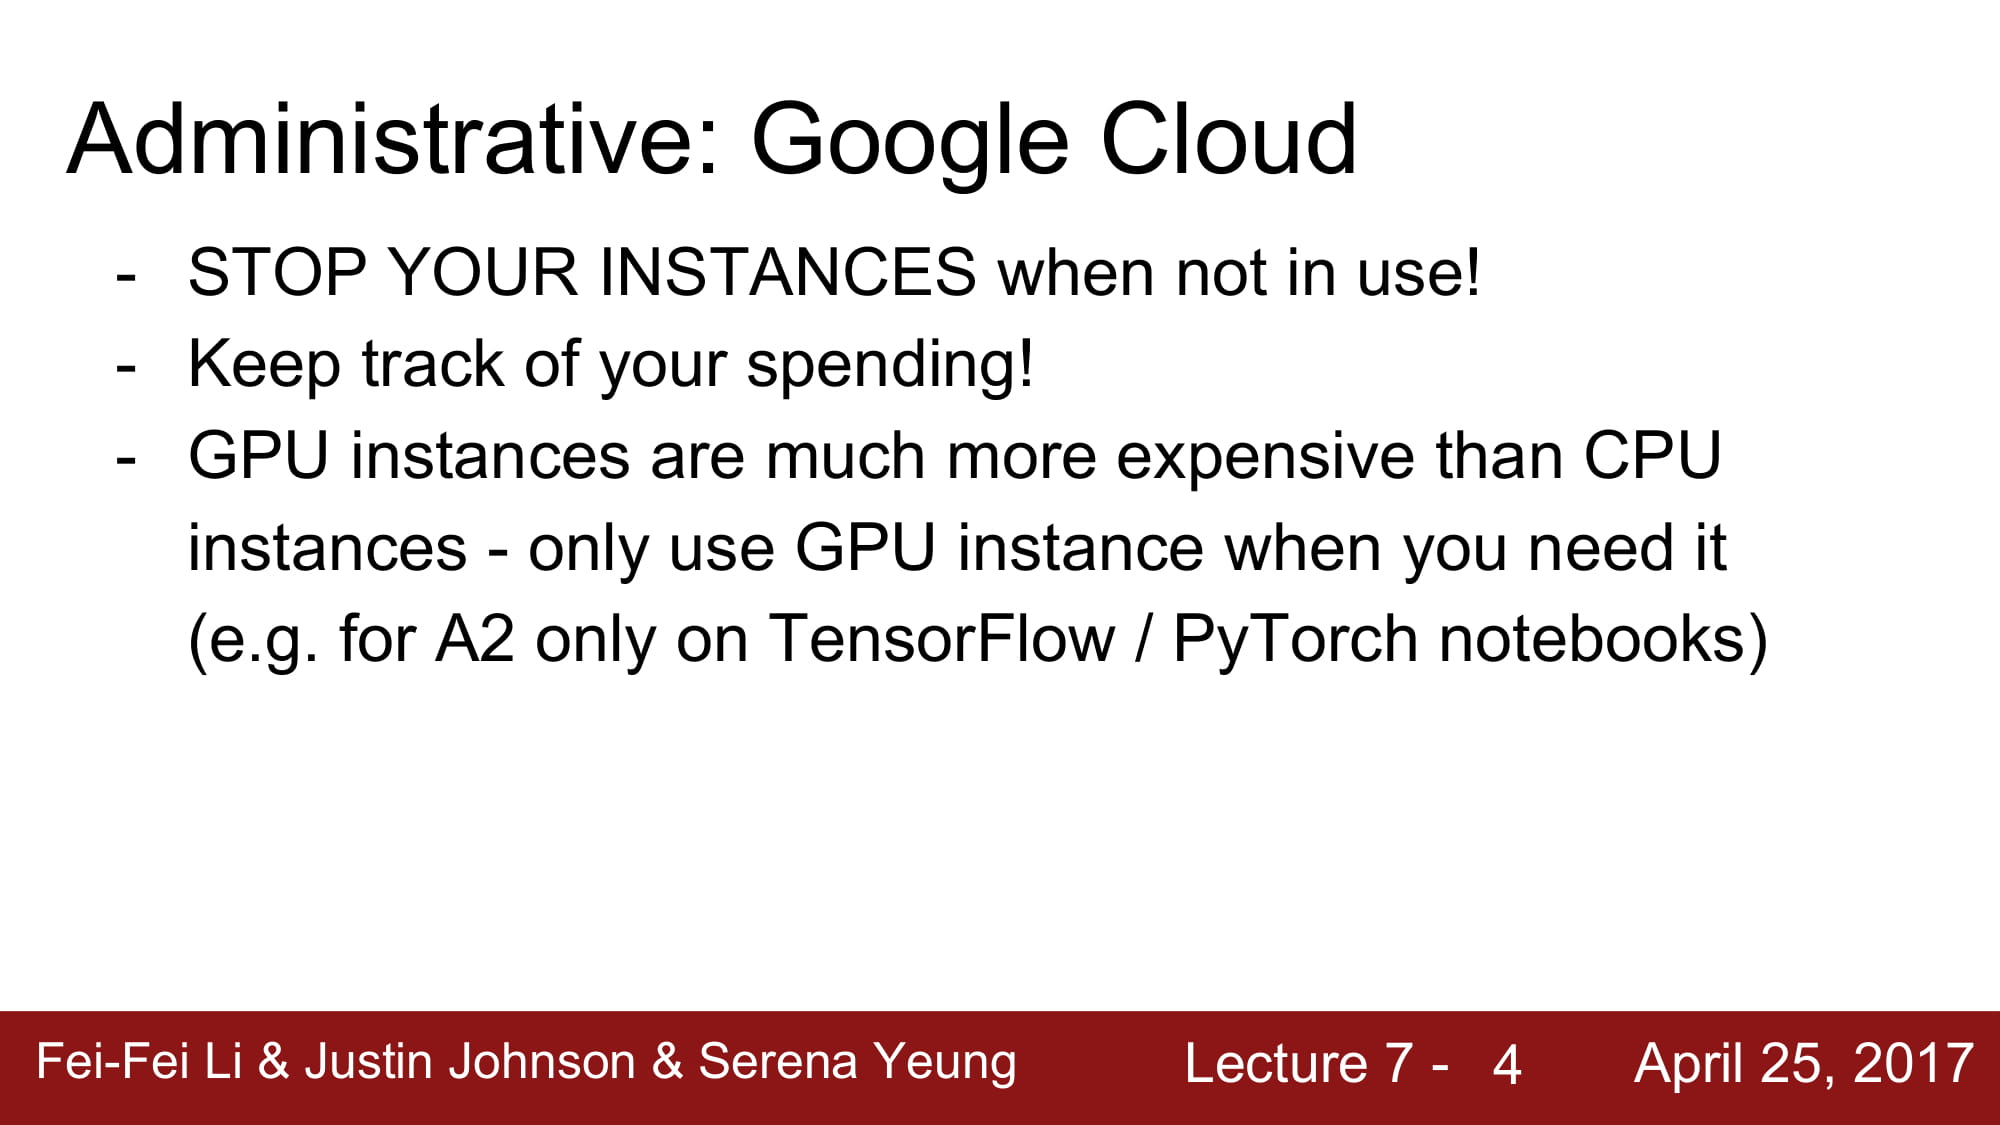 Administrative: Google Cloud
- STOP YOUR INSTANCES when not in use!
- Keep track of your spending!
- GPU instances are much more expensive than CPU
instances - only use GPU instance when you need it
(e.g. for A2 only on TensorFlow / PyTorch notebooks)
Fei-Fei Li & Justin Johnson & Serena Yeung Lecture 7 - 4 April 25, 2017